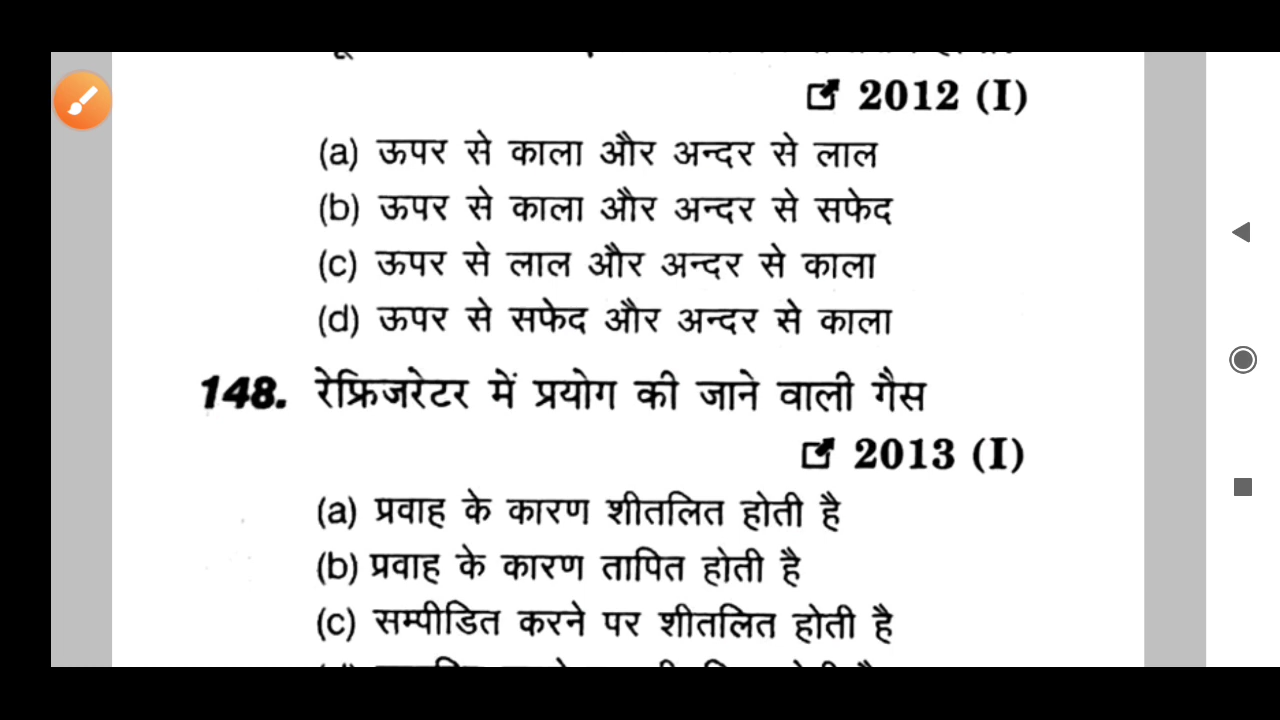 2012 (I)
(a) ऊपर से काला और अन्दर से लाल
(b) ऊपर से काला और अन्दर से सफेद
(c) ऊपर से लाल और अन्दर से काला
(d) ऊपर से सफेद और अन्दर से काला
148. रेफ्रिजरेटर में प्रयोग की जाने वाली गैस
2013 (I)
(a) प्रवाह के कारण शीतलित होती है
(b) प्रवाह के कारण तापित होती है
(c) सम्पीडित करने पर शीतलित होती है